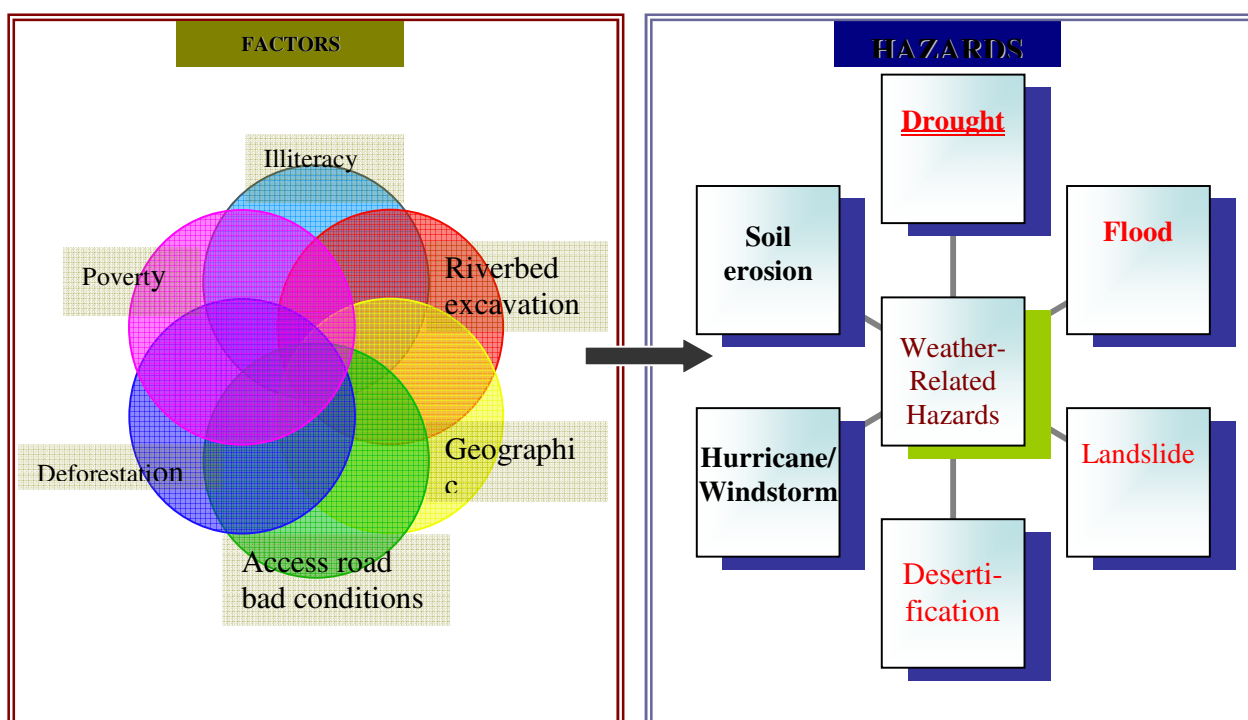 FACTORS
Illiteracy
Poverty
Riverbed
excavation
Deforestation
Geographi
c
Access road
bad conditions
HAZARDS
Drought
Soil
erosion
Flood
Weather-
Related
Hazards
Hurricane/
Windstorm
Landslide
Deserti-
fication